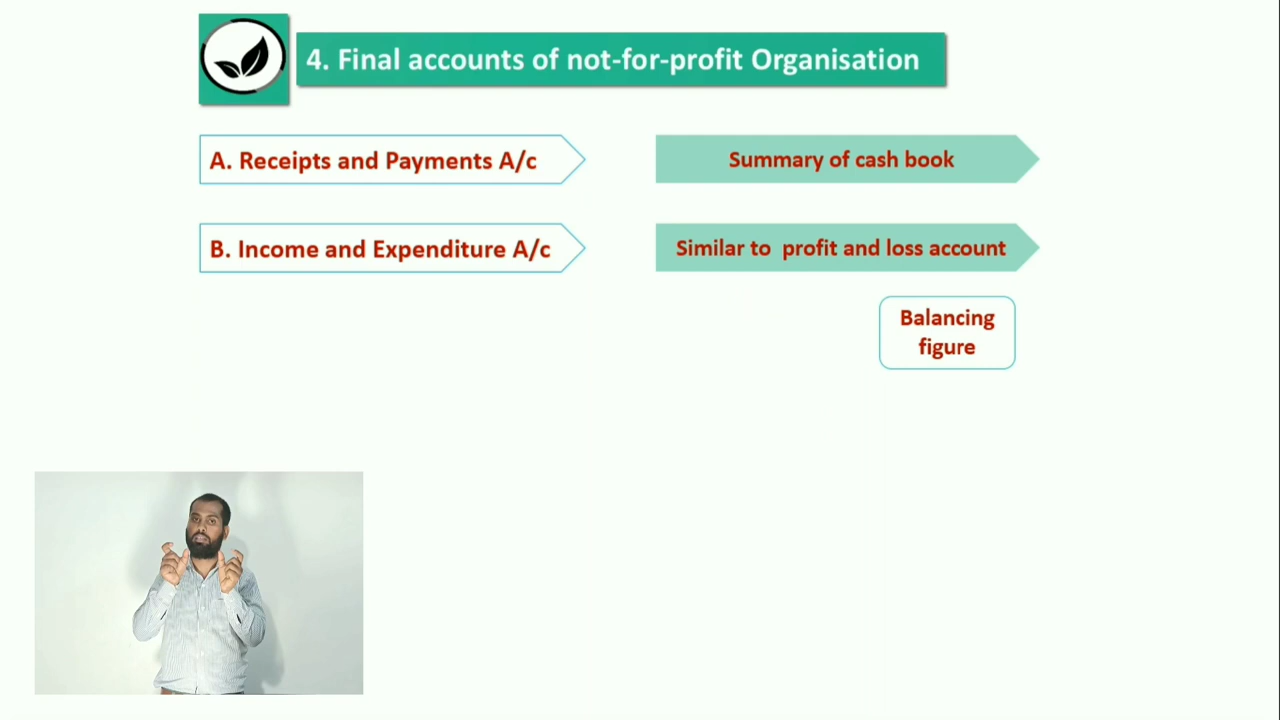 4. Final accounts of not-for-profit Organisation
A. Receipts and Payments A/c
Summary of cash book
B. Income and Expenditure A/c
Similar to profit and loss account
Balancing
figure